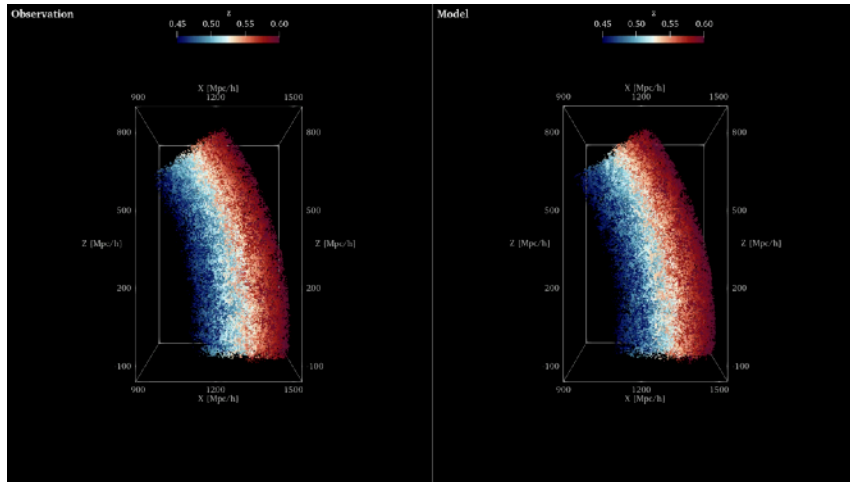 Observation
z
0.45 0.50 0.55 0.60
X [Mpc/h]
900 1200 1500
800 800
500 500
Z [Mpc/h] Z [Mpc/h]
200 200
100 100
900 1200 1500
X [Mpc/h]
Model
z
0.45 0.50 0.55 0.60
X [Mpc/h]
900 1200 1500
800 800
500 500
Z [Mpc/h] Z [Mpc/h]
200 200
100 100
900 1200 1500
X [Mpc/h]